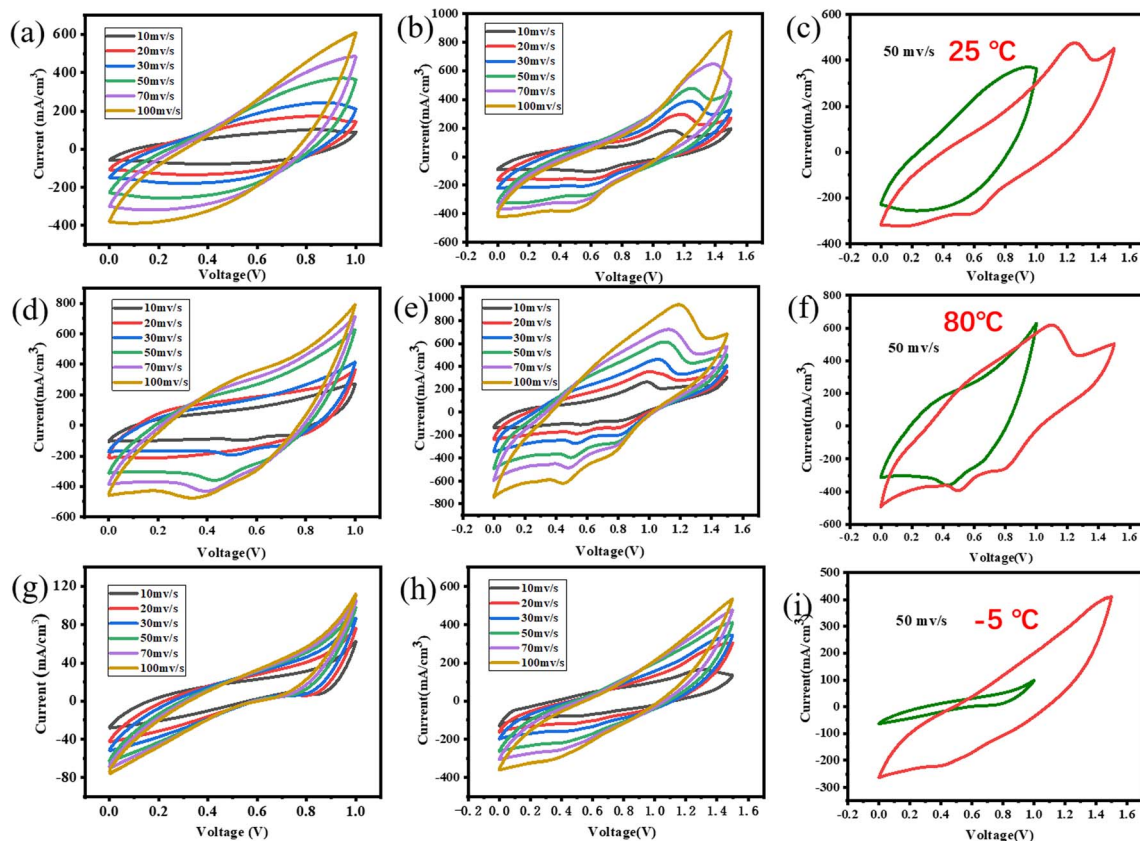 (a)
10mv/s
20mv/s
30mv/s
50mv/s
70mv/s
100mv/s
600
400
200
0
-200
-400
Current (mA/cm³)
0.0 0.2 0.4 0.6 0.8 1.0
Voltage(V)
(b)
10mv/s
20mv/s
30mv/s
50mv/s
70mv/s
100mv/s
1000
800
600
400
200
0
-200
-400
-600
Current(mA/cm³)
-0.2 0.0 0.2 0.4 0.6 0.8 1.0 1.2 1.4 1.6
Voltage(V)
(c)
50 mv/s 25 °C
600
400
200
0
-200
-400
Current(mA/cm³)
-0.2 0.0 0.2 0.4 0.6 0.8 1.0 1.2 1.4 1.6
Voltage(V)
(d)
10mv/s
20mv/s
30mv/s
50mv/s
70mv/s
100mv/s
800
600
400
200
0
-200
-400
-600
Current(mA/cm³)
0.0 0.2 0.4 0.6 0.8 1.0
Voltage(V)
(e)
10mv/s
20mv/s
30mv/s
50mv/s
70mv/s
100mv/s
1000
800
600
400
200
0
-200
-400
-600
-800
Current(mA/cm³)
-0.2 0.0 0.2 0.4 0.6 0.8 1.0 1.2 1.4 1.6
Voltage(V)
(f)
80°C
50 mv/s
800
600
400
200
0
-200
-400
-600
Current(mA/cm³)
-0.2 0.0 0.2 0.4 0.6 0.8 1.0 1.2 1.4 1.6
Voltage(V)
(g)
10mv/s
20mv/s
30mv/s
50mv/s
70mv/s
100mv/s
120
80
40
0
-40
-80
Current (mA/cm³)
0.0 0.2 0.4 0.6 0.8 1.0
Voltage (V)
(h)
10mv/s
20mv/s
30mv/s
50mv/s
70mv/s
100mv/s
600
400
200
0
-200
-400
Current(mA/cm³)
-0.2 0.0 0.2 0.4 0.6 0.8 1.0 1.2 1.4 1.6
Voltage(V)
(i)
50 mv/s -5 °C
500
400
300
200
100
0
-100
-200
-300
Current(mA/cm³)
-0.2 0.0 0.2 0.4 0.6 0.8 1.0 1.2 1.4 1.6
Voltage(V)